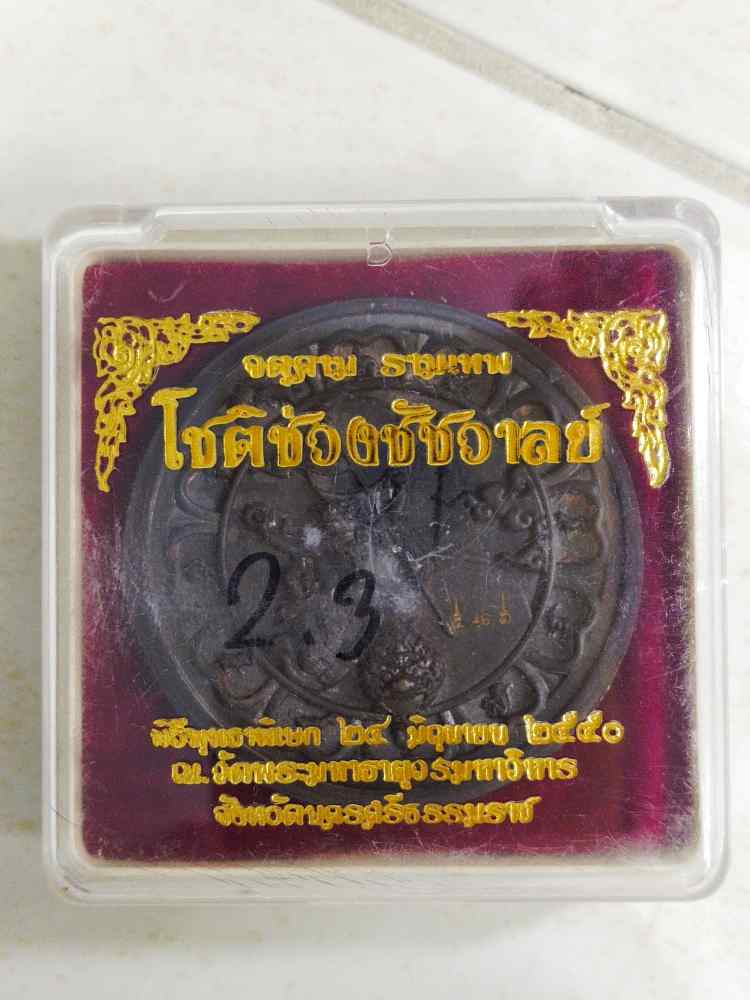 จตุคาม รามเทพ
โชติช่วงชัชวาลย์
2.3
พิธีพุทธาภิเษก ๒๔ มิถุนายน ๒๕๕๐
ณ.วัดพระมหาธาตุวรมหาวิหาร
จังหวัดนครศรีธรรมราช